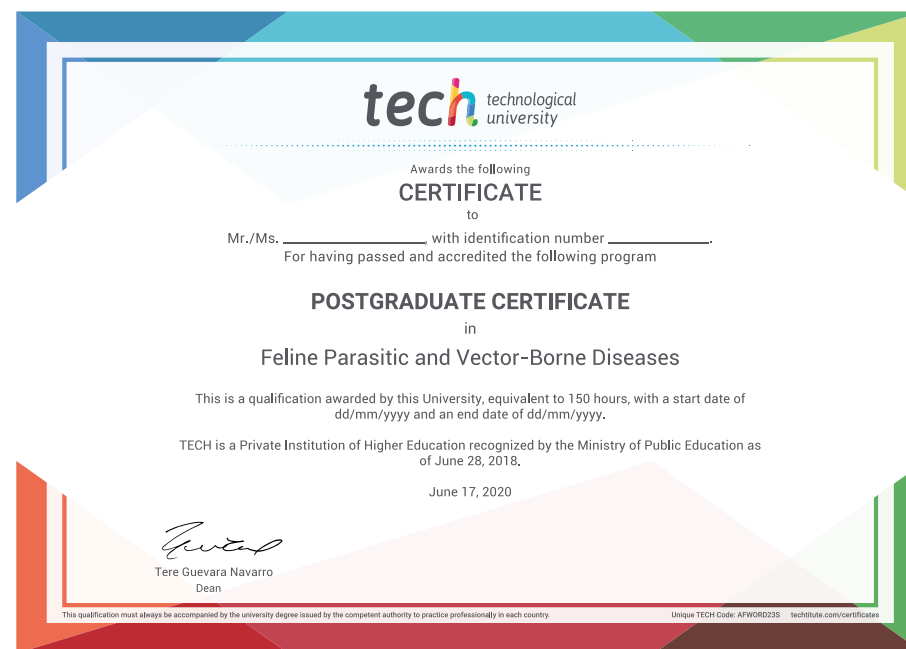 tech technological
university
Awards the following
CERTIFICATE
to
Mr./Ms. ____________________, with identification number ______________.
For having passed and accredited the following program
POSTGRADUATE CERTIFICATE
in
Feline Parasitic and Vector-Borne Diseases
This is a qualification awarded by this University, equivalent to 150 hours, with a start date of
dd/mm/yyyy and an end date of dd/mm/yyyy.
TECH is a Private Institution of Higher Education recognized by the Ministry of Public Education as
of June 28, 2018.
June 17, 2020
Tere Guevara Navarro
Dean
This qualification must always be accompanied by the university degree issued by the competent authority to practice professionally in each country.
Unique TECH Code: AFWORD23S techtitute.com/certificates